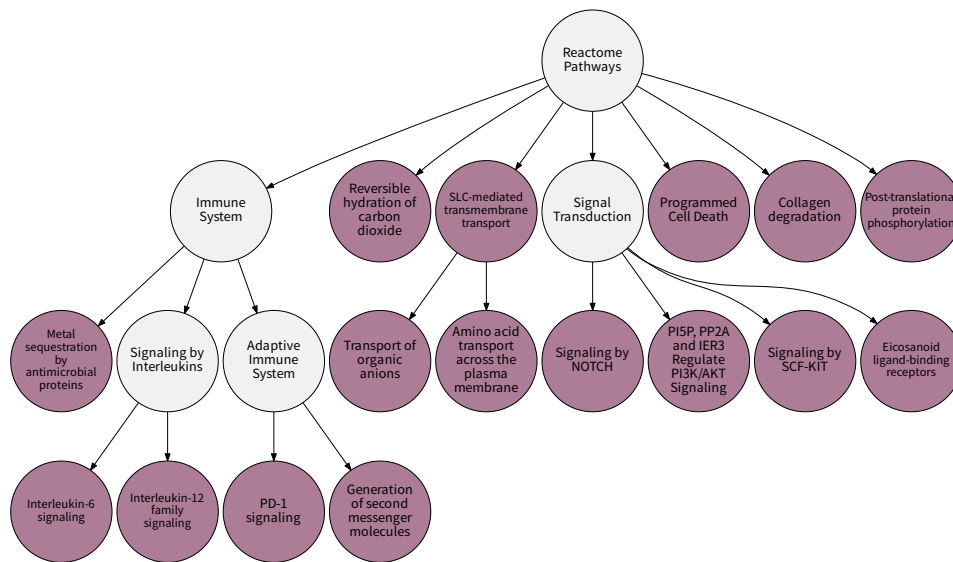 Reactome
Pathways
Immune
System
Reversible
hydration of
carbon
dioxide
SLC-mediated
transmembrane
transport
Signal
Transduction
Programmed
Cell Death
Collagen
degradation
Post-translational
protein
phosphorylation
Metal
sequestration
by
antimicrobial
proteins
Signaling by
Interleukins
Adaptive
Immune
System
Transport of
organic
anions
Amino acid
transport
across the
plasma
membrane
Signaling by
NOTCH
PI5P, PP2A
and IER3
Regulate
PI3K/AKT
Signaling
Signaling by
SCF-KIT
Eicosanoid
ligand-binding
receptors
Interleukin-6
signaling
Interleukin-12
family
signaling
PD-1
signaling
Generation
of second
messenger
molecules